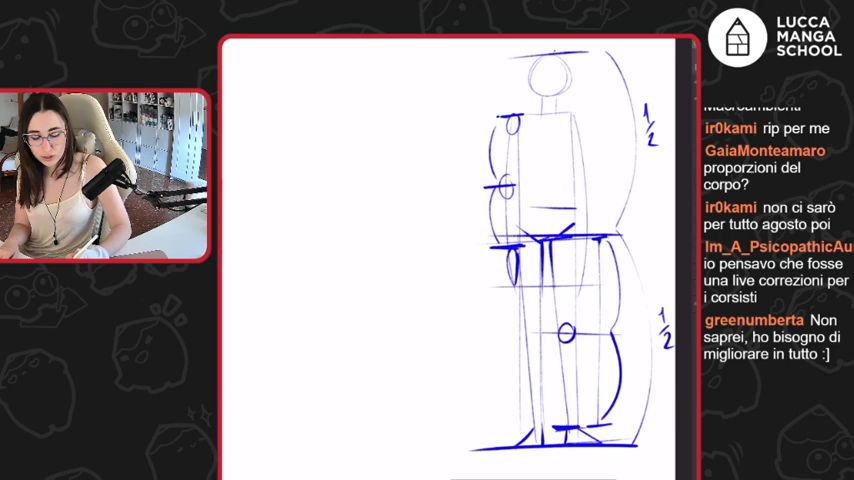 LUCCA
MANGA
SCHOOL
ir0kami rip per me
GaiaMonteamaro
proporzioni del
corpo?
ir0kami non ci sarò
per tutto agosto poi
Im_A_PsicopathicAu
io pensavo che fosse
una live correzioni per
i corsisti
greenumberta Non
saprei, ho bisogno di
migliorare in tutto :]
1/2
1/2